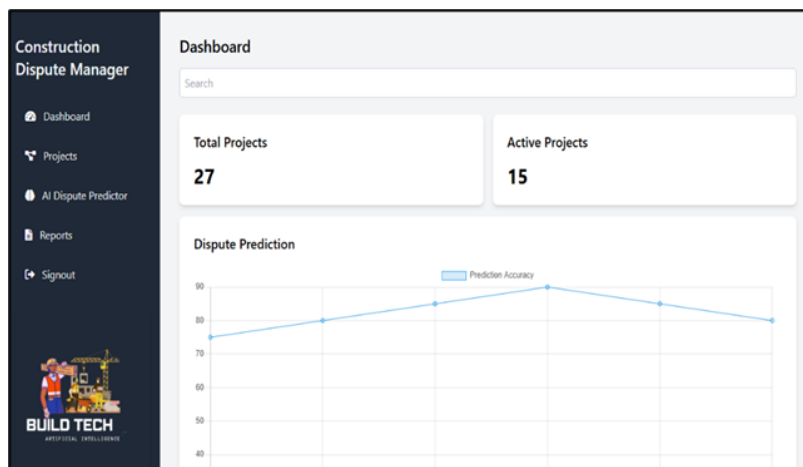 Construction
Dispute Manager
Dashboard
Projects
AI Dispute Predictor
Reports
Signout
BUILD TECH
ARTIFICIAL INTELLIGENCE
Dashboard
Search
Total Projects
27
Active Projects
15
Dispute Prediction
Prediction Accuracy
90
80
70
60
50
40